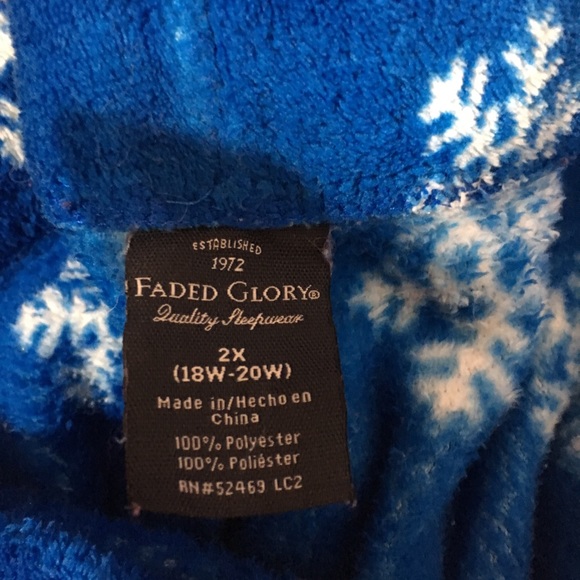 ESTABLISHED
1972
FADED GLORY®
Quality Sleepwear
2X
(18W-20W)
Made in/Hecho en
China
100% Polyester
100% Poliéster
RN#52469 LC2